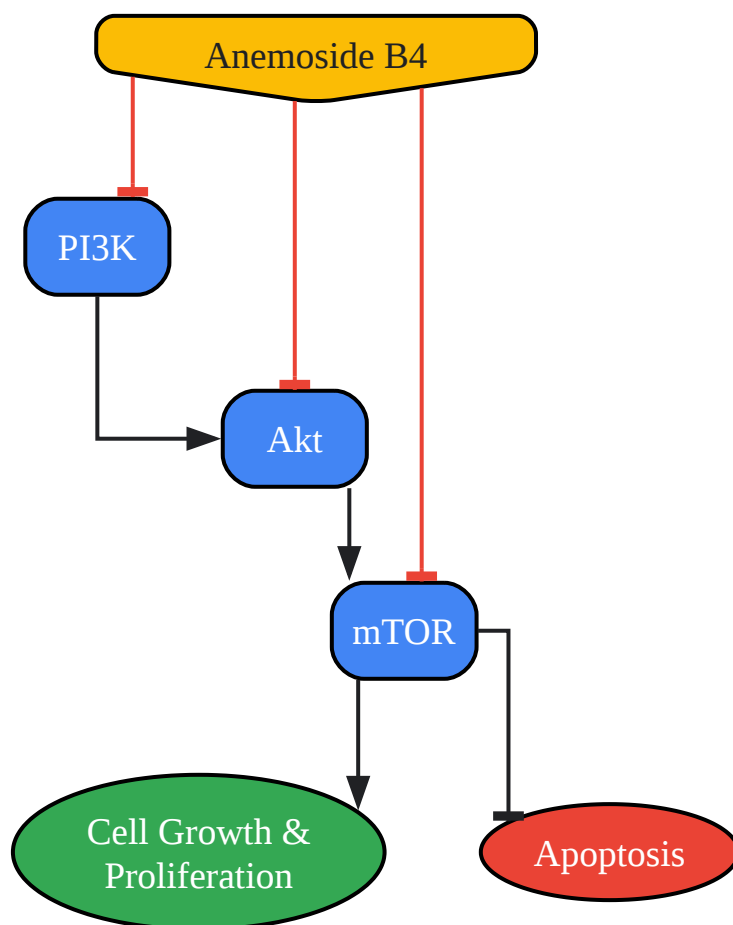 Anemoside B4
PI3K
Akt
mTOR
Cell Growth &
Proliferation
Apoptosis